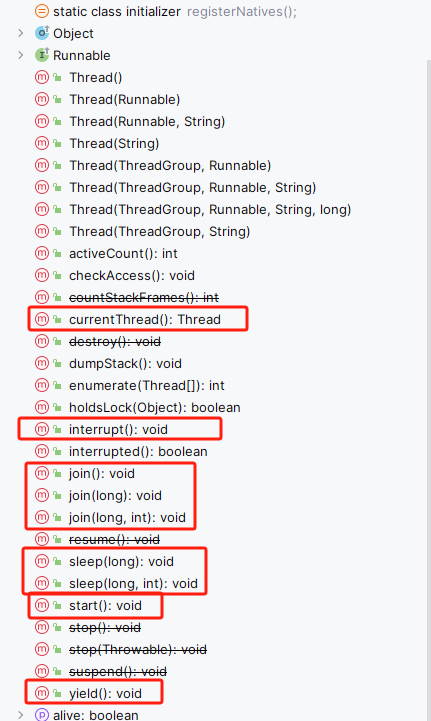 static class initializer registerNatives();
Object
Runnable
Thread()
Thread(Runnable)
Thread(Runnable, String)
Thread(String)
Thread(ThreadGroup, Runnable)
Thread(ThreadGroup, Runnable, String)
Thread(ThreadGroup, Runnable, String, long)
Thread(ThreadGroup, String)
activeCount(): int
checkAccess(): void
countStackFrames(): int
currentThread(): Thread
destroy(): void
dumpStack(): void
enumerate(Thread[]): int
holdsLock(Object): boolean
interrupt(): void
interrupted(): boolean
join(): void
join(long): void
join(long, int): void
resume(): void
sleep(long): void
sleep(long, int): void
start(): void
stop(): void
stop(Throwable): void
suspend(): void
yield(): void
alive: boolean